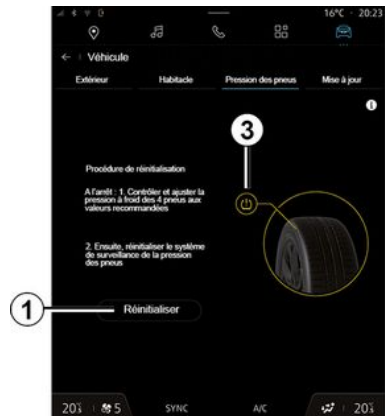 16°C · 20:23
← Véhicule
Extérieur Habitacle Pression des pneus Mise à jour
i
3
Procédure de réinitialisation
A l'arrêt : 1. Contrôler et ajuster la
pression à froid des 4 pneus aux
valeurs recommandées
2. Ensuite, réinitialiser le système
de surveillance de la pression
des pneus
1
Réinitialiser
5 SYNC A/C